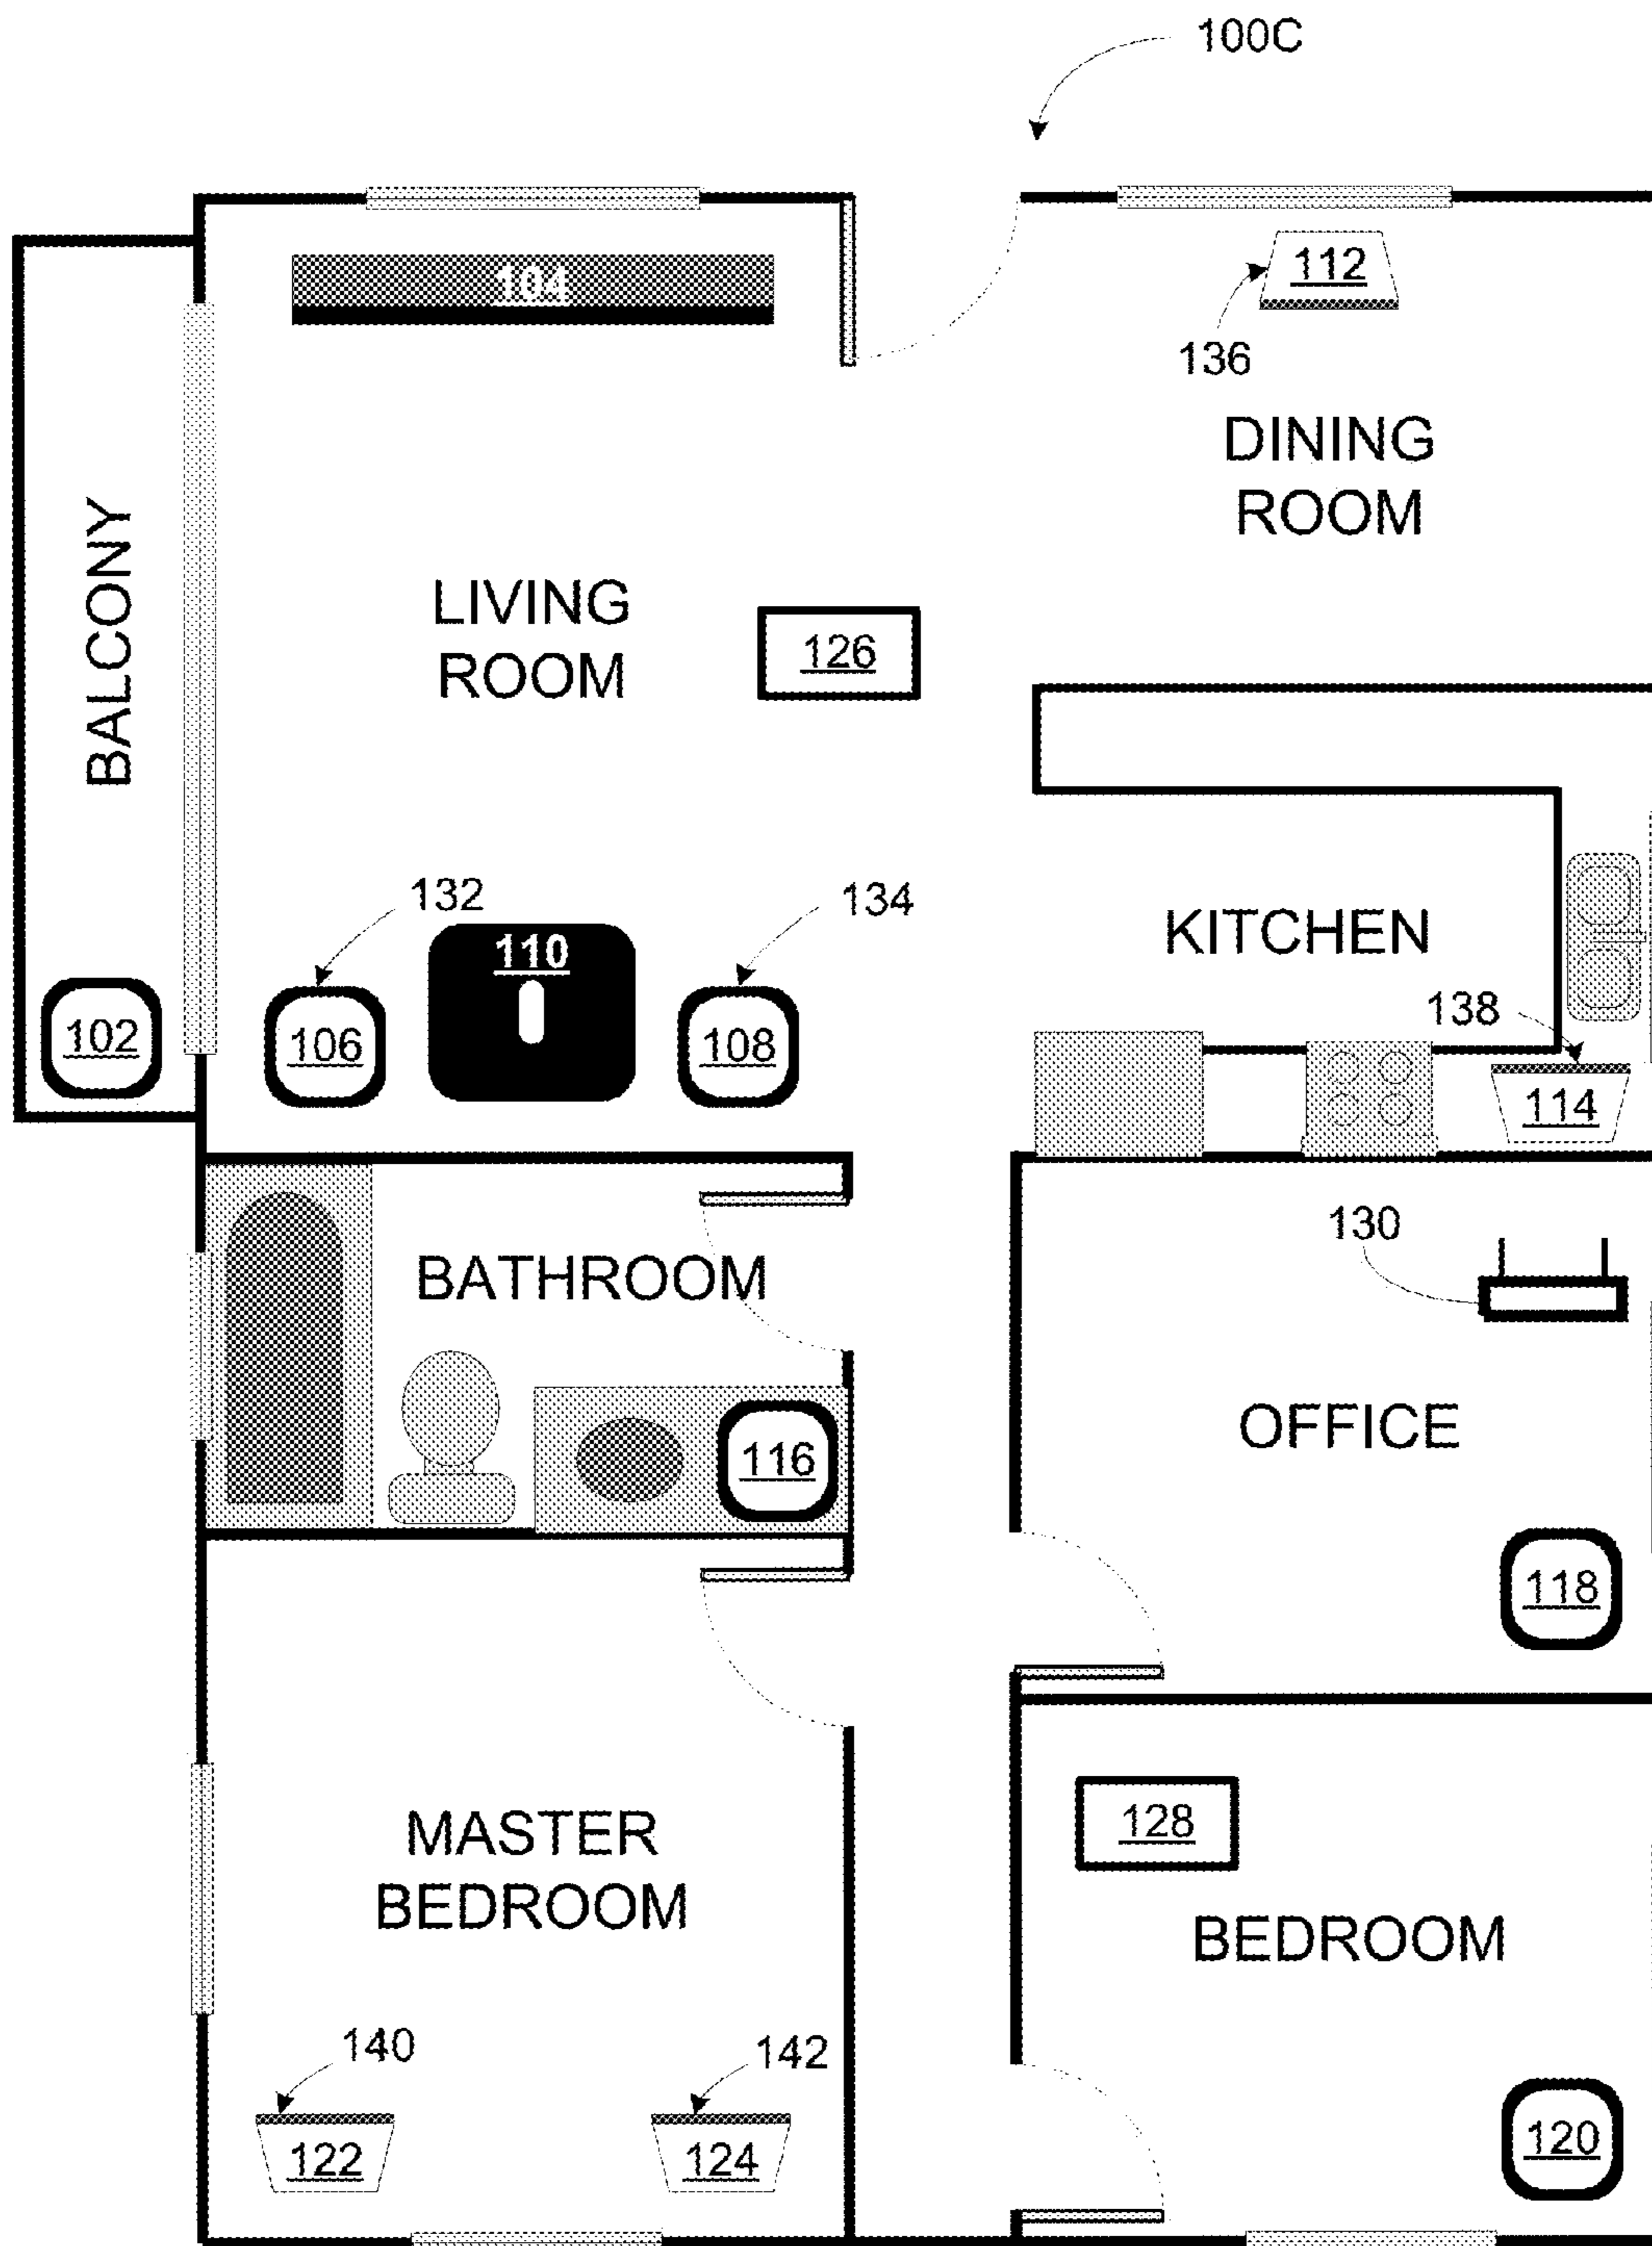 100C
104
112
136
DINING
ROOM
BALCONY
LIVING
ROOM
126
132
110
134
KITCHEN
102
106
108
138
114
130
BATHROOM
OFFICE
116
118
128
MASTER
BEDROOM
BEDROOM
140
142
122
124
120